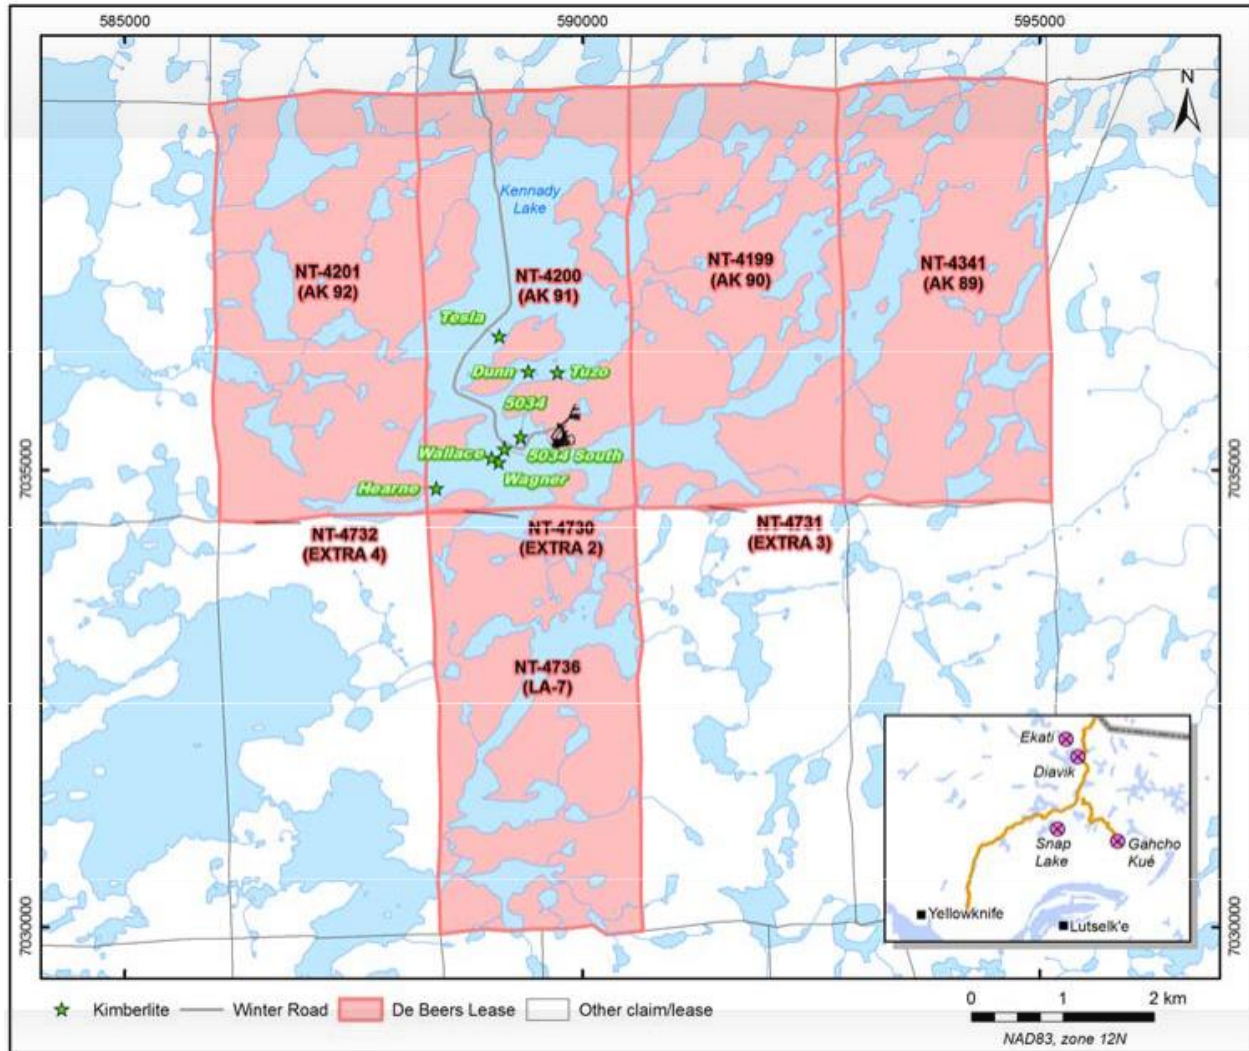 585000
590000
595000
N
Kennady
Lake
NT-4201
(AK 92)
NT-4200
(AK 91)
NT-4199
(AK 90)
NT-4341
(AK 89)
Tesla
Dunn
Tuzo
5034
Wallace
5034 South
Wagner
Hearne
7035000
7035000
NT-4732
(EXTRA 4)
NT-4730
(EXTRA 2)
NT-4731
(EXTRA 3)
NT-4736
(LA-7)
Ekati
Diavik
Snap
Lake
Gahcho
Kué
Yellowknife
Lutselk'e
7030000
7030000
Kimberlite
Winter Road
De Beers Lease
Other claim/lease
0 1 2 km
NAD83, zone 12N